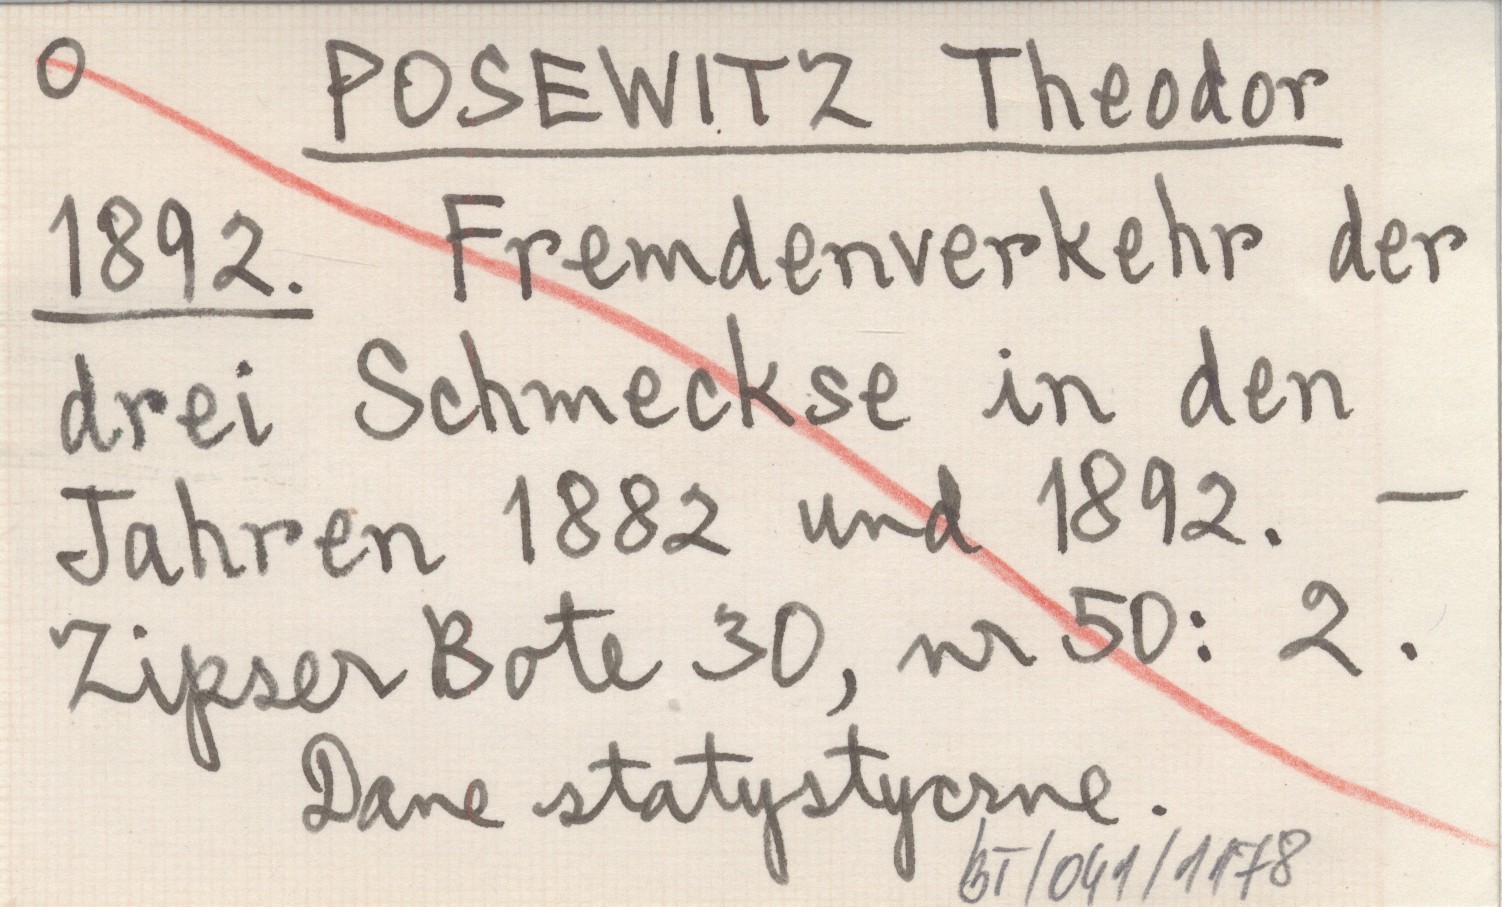 O POSEWITZ Theodor
1892. Fremdenverkehr der
drei Schmeckse in den
Jahren 1882 und 1892. —
Zipser Bote 30, nr 50: 2.
Dane statystyczne.
BT/041/1178